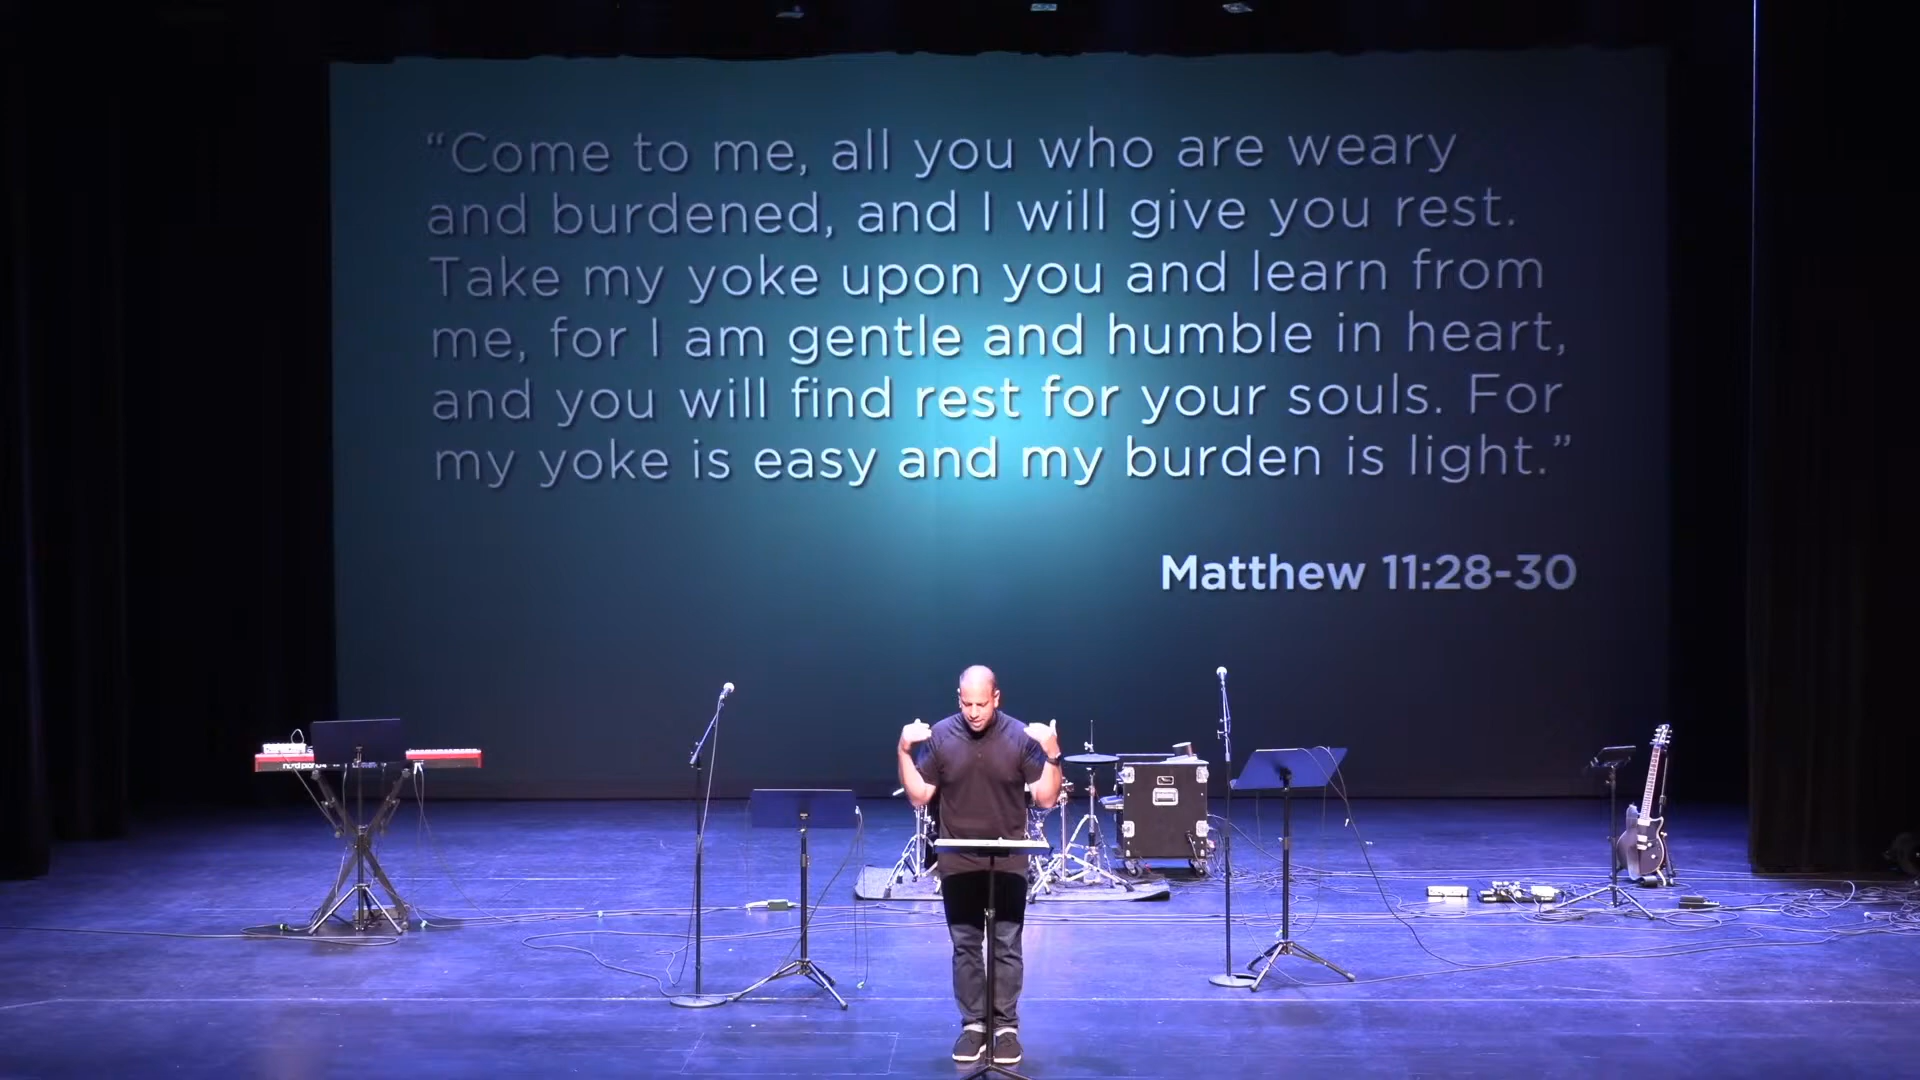 “Come to me, all you who are weary
and burdened, and I will give you rest.
Take my yoke upon you and learn from
me, for I am gentle and humble in heart,
and you will find rest for your souls. For
my yoke is easy and my burden is light.”
Matthew 11:28-30